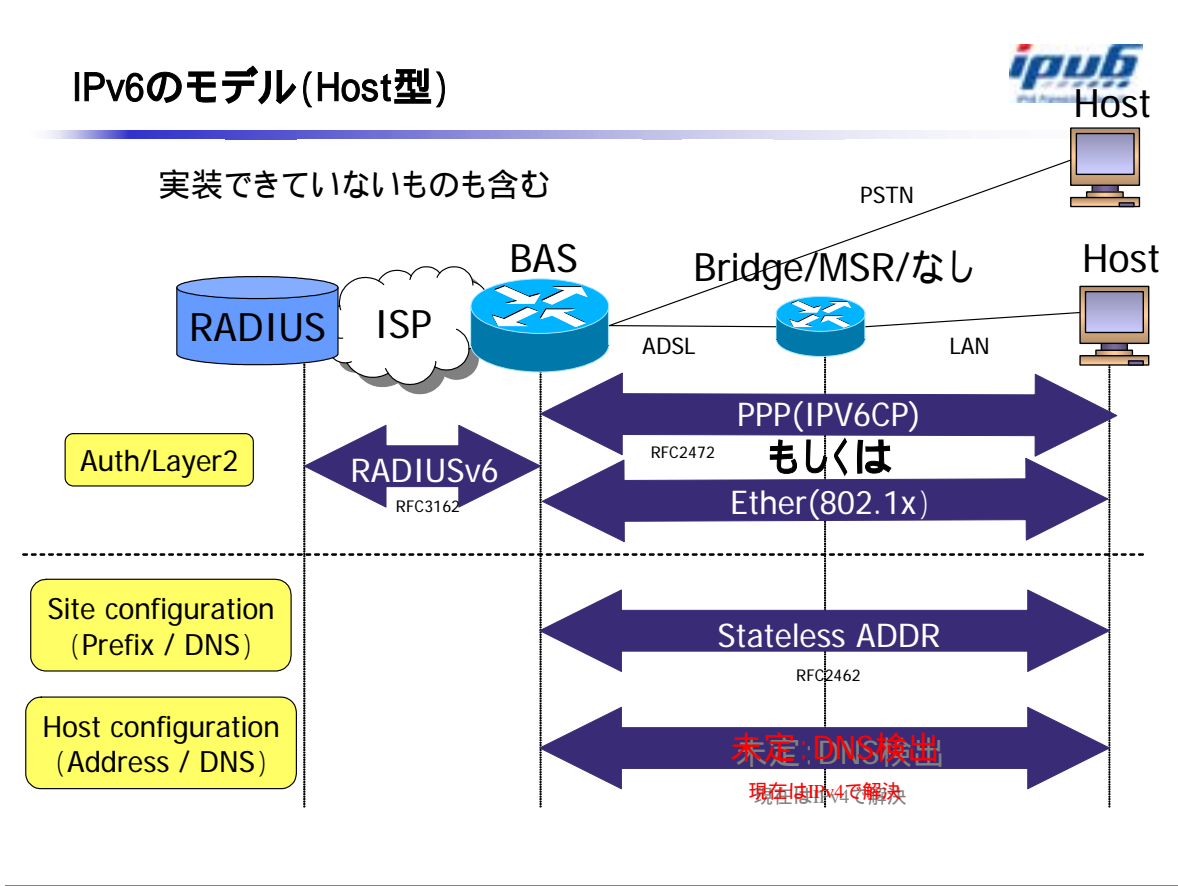 IPv6のモデル(Host型)
ipv6
Host
実装できていないものも含む
PSTN
BAS
Bridge/MSR/なし
Host
RADIUS
ISP
ADSL
LAN
PPP(IPV6CP)
Auth/Layer2
RFC2472
もしくは
RADIUSv6
RFC3162
Ether(802.1x)
Site configuration
(Prefix / DNS)
Stateless ADDR
RFC2462
Host configuration
(Address / DNS)
未定:DNS検出
現在はIPv4で解決